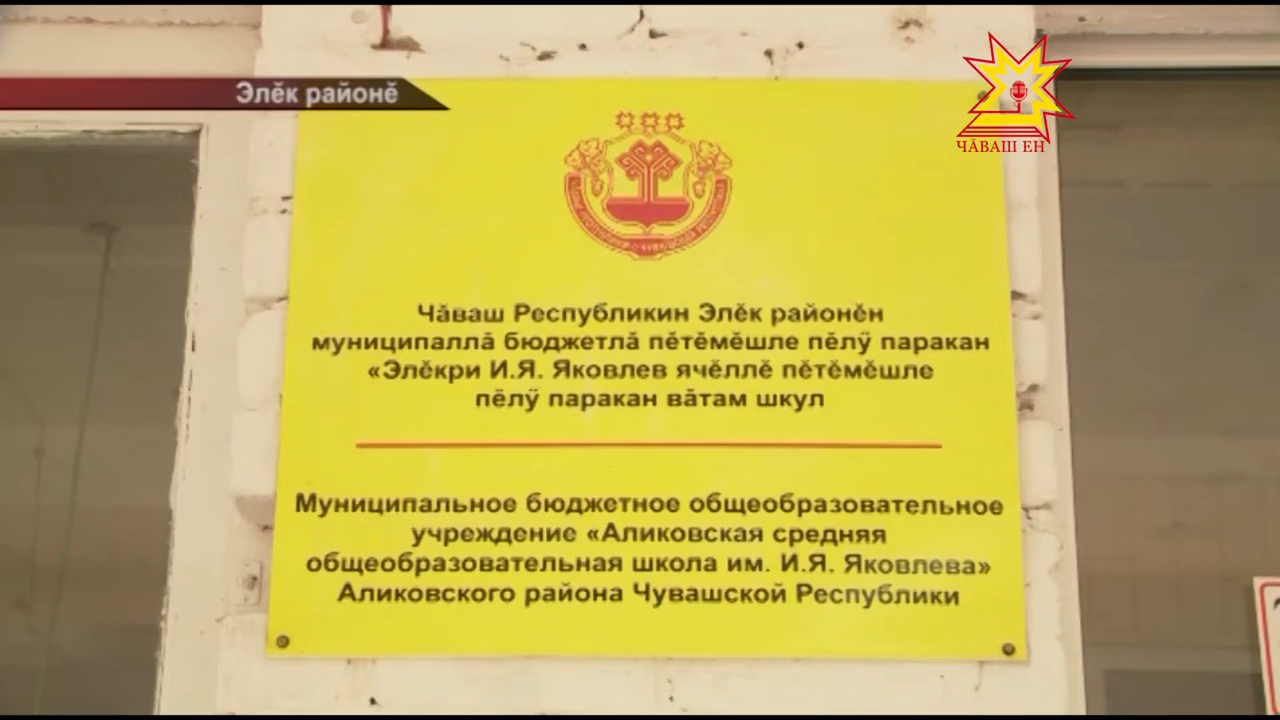 Элӗк районӗ
ЧӐВАШ ЕН
Чӑваш Республикин Элӗк районӗн
муниципаллӑ бюджетлӑ пӗтӗмӗшле пӗлӳ паракан
«Элӗкри И.Я. Яковлев ячӗллӗ пӗтӗмӗшле
пӗлӳ паракан вӑтам шкул
Муниципальное бюджетное общеобразовательное
учреждение «Аликовская средняя
общеобразовательная школа им. И.Я. Яковлева»
Аликовского района Чувашской Республики